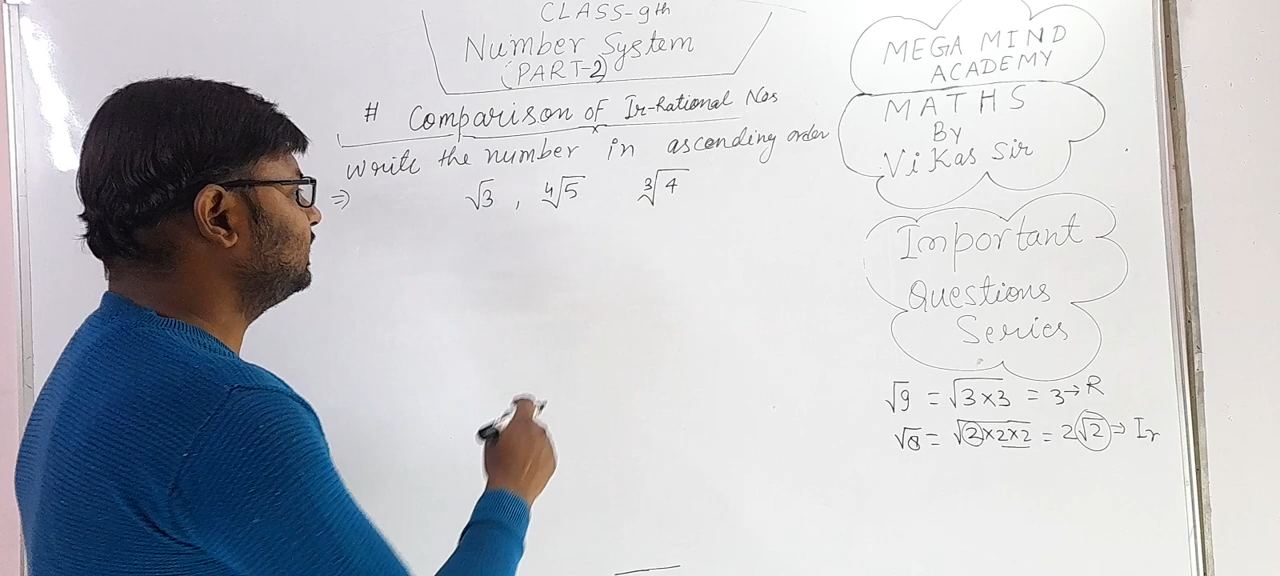 CLASS-9th
Number System
(PART-2)
# Comparison of Ir-Rational Nos
Write the number in ascending order
⇒ √3 , ⁴√5 ³√4
MEGA MIND
ACADEMY
MATHS
By
Vikas Sir
Important
Questions
Series
√9 = √3×3 = 3→R
√8 = √2×2×2 = 2√2→ Ir